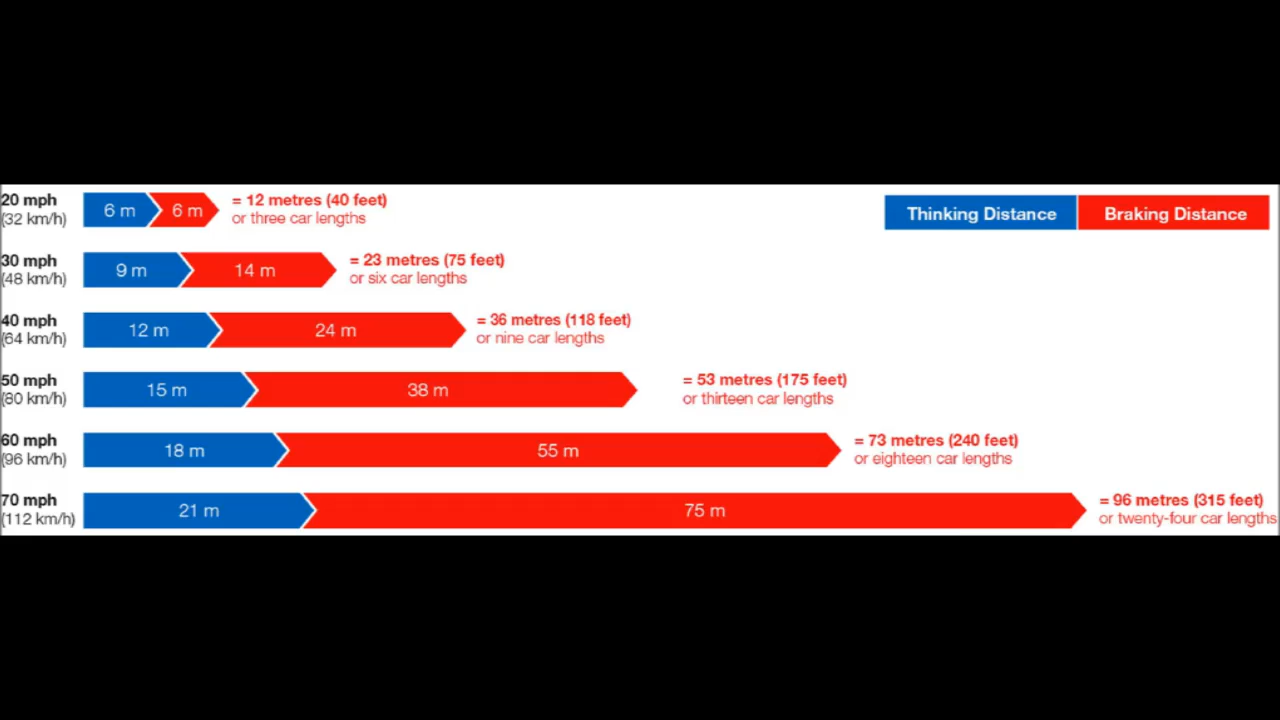 20 mph
(32 km/h)
6 m
6 m
= 12 metres (40 feet)
or three car lengths
Thinking Distance
Braking Distance
30 mph
(48 km/h)
9 m
14 m
= 23 metres (75 feet)
or six car lengths
40 mph
(64 km/h)
12 m
24 m
= 36 metres (118 feet)
or nine car lengths
50 mph
(80 km/h)
15 m
38 m
= 53 metres (175 feet)
or thirteen car lengths
60 mph
(96 km/h)
18 m
55 m
= 73 metres (240 feet)
or eighteen car lengths
70 mph
(112 km/h)
21 m
75 m
= 96 metres (315 feet)
or twenty-four car lengths